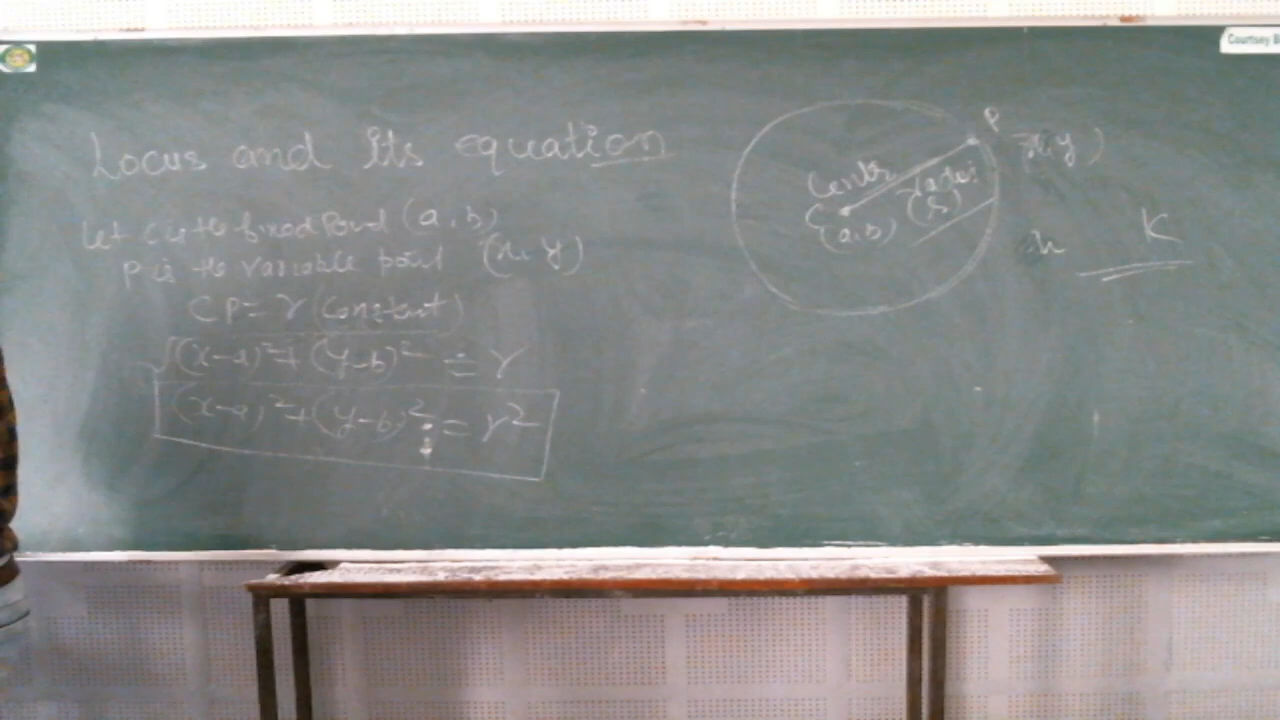 Locus and Its equation
Let C is the fixed Point (a, b)
P is the variable point (x, y)
CP = r (constant)
√(x-a)²+(y-b)² = r
(x-a)²+(y-b)² = r²
P
x, y)
Centre
C
(a, b)
(r)
h K
Courtsey B